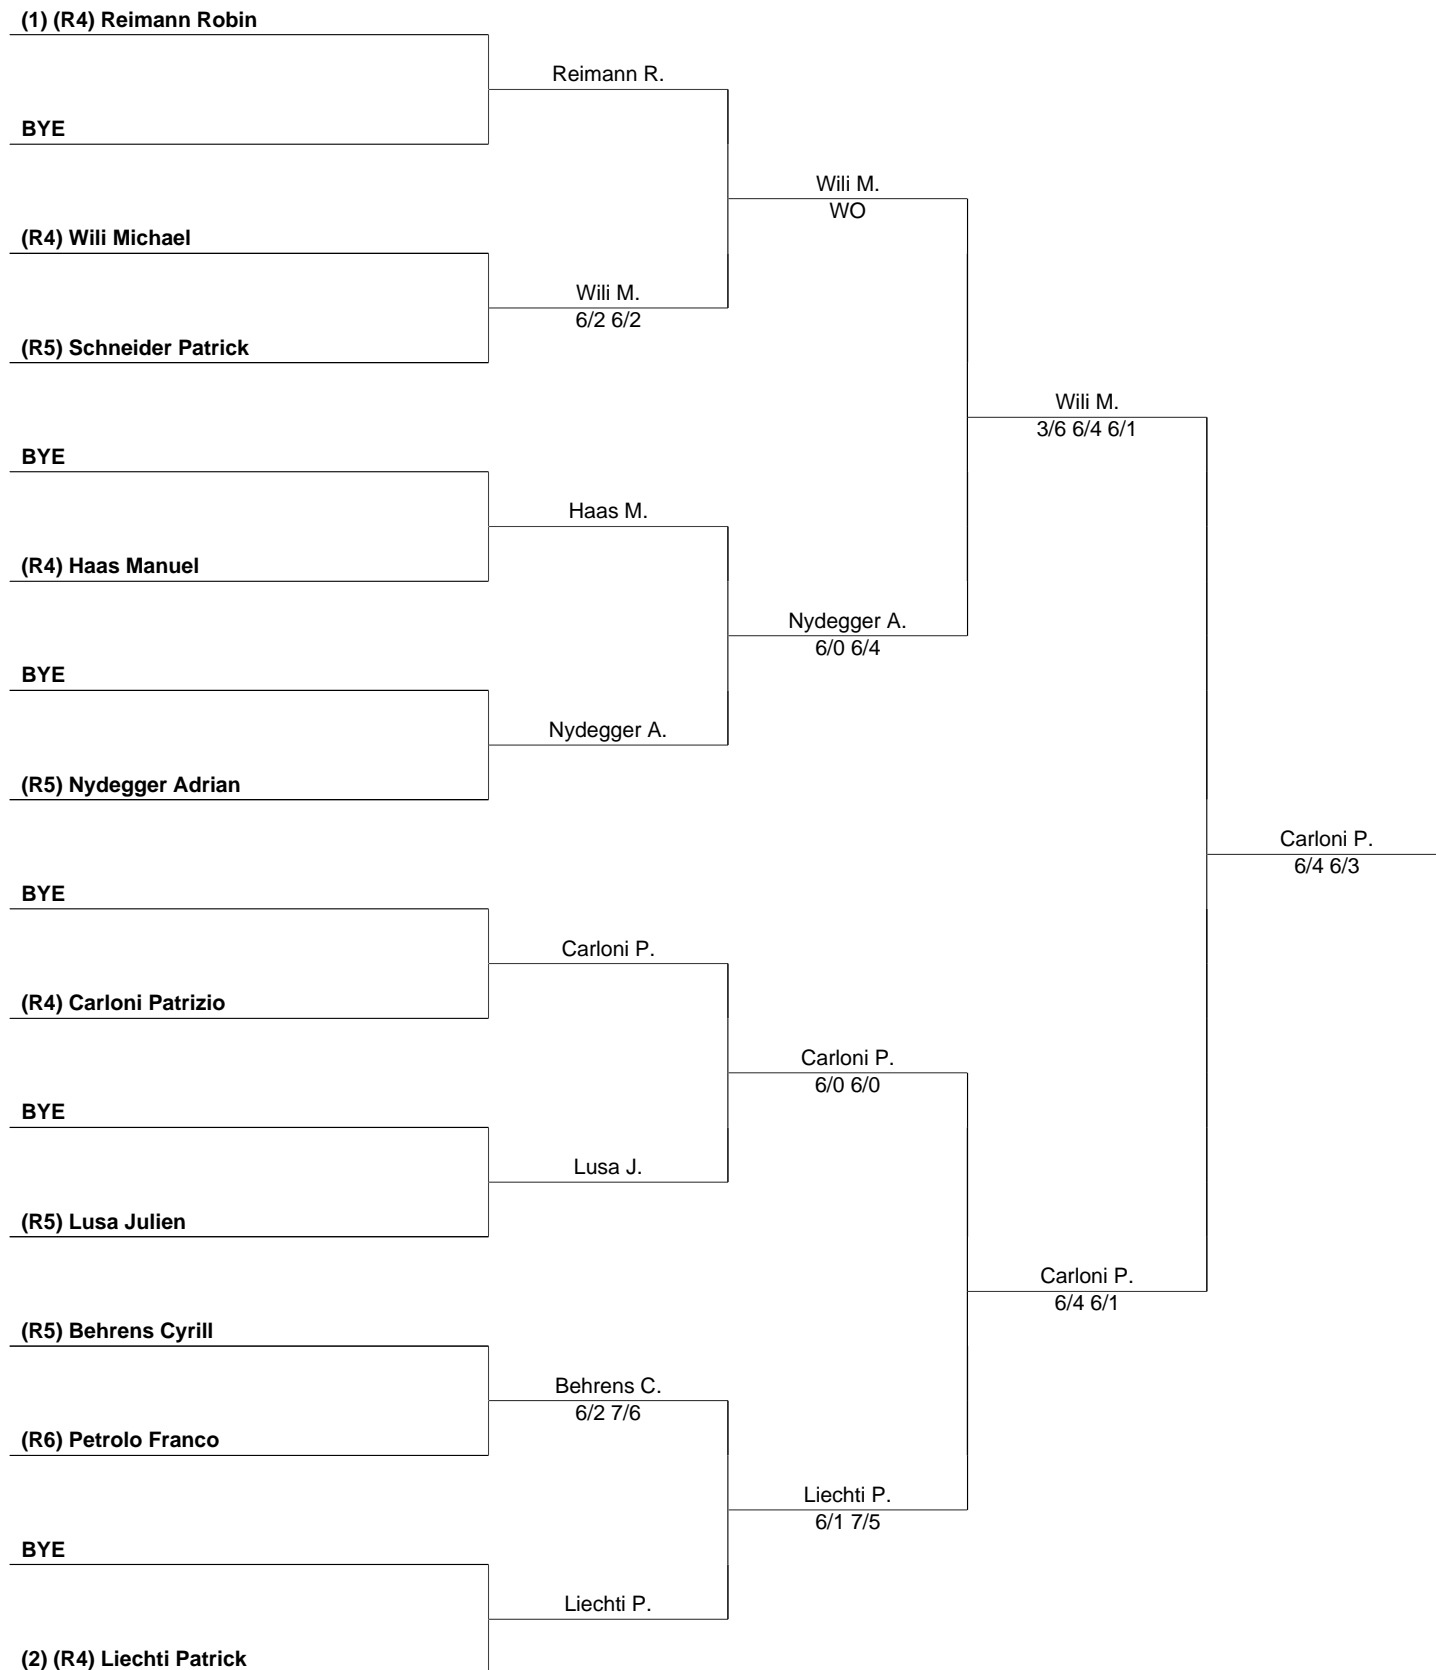 (1) (R4) Reimann Robin
Reimann R.
BYE
Wili M.
WO
(R4) Wili Michael
Wili M.
6/2 6/2
(R5) Schneider Patrick
Wili M.
3/6 6/4 6/1
BYE
Haas M.
(R4) Haas Manuel
Nydegger A.
6/0 6/4
BYE
Nydegger A.
(R5) Nydegger Adrian
Carloni P.
6/4 6/3
BYE
Carloni P.
(R4) Carloni Patrizio
Carloni P.
6/0 6/0
BYE
Lusa J.
(R5) Lusa Julien
Carloni P.
6/4 6/1
(R5) Behrens Cyrill
Behrens C.
6/2 7/6
(R6) Petrolo Franco
Liechti P.
6/1 7/5
BYE
Liechti P.
(2) (R4) Liechti Patrick